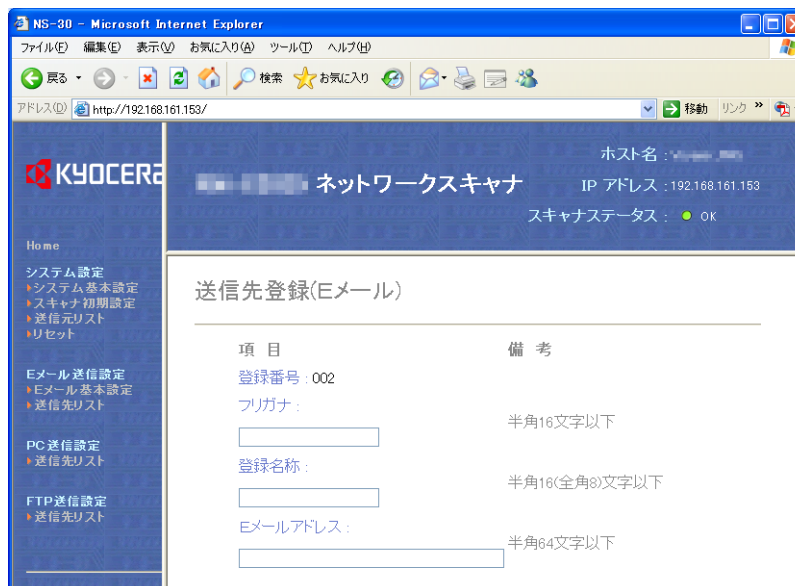 NS-30 - Microsoft Internet Explorer
ファイル(F) 編集(E) 表示(V) お気に入り(A) ツール(T) ヘルプ(H)
戻る 検索 お気に入り
アドレス(D) http://192.168.161.153/ 移動 リンク »
KYOCERA
ネットワークスキャナ
ホスト名 :
IP アドレス : 192.168.161.153
スキャナステータス : OK
Home
システム設定
システム基本設定
スキャナ初期設定
送信元リスト
リセット
Eメール送信設定
Eメール基本設定
送信先リスト
PC送信設定
送信先リスト
FTP送信設定
送信先リスト
送信先登録(Eメール)
項 目 備 考
登録番号 : 002
フリガナ :
半角16文字以下
登録名称 :
半角16(全角8)文字以下
Eメールアドレス :
半角64文字以下